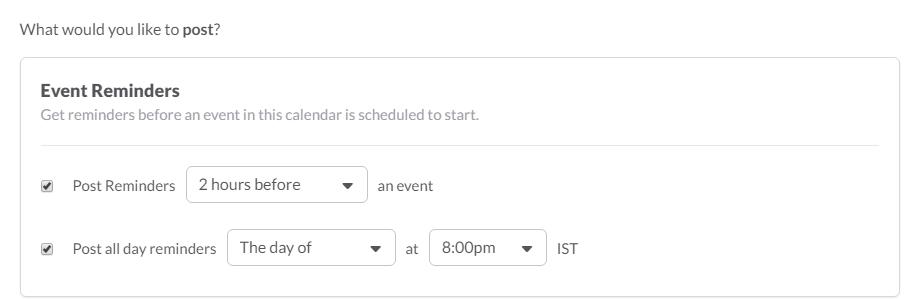 What would you like to post?
Event Reminders
Get reminders before an event in this calendar is scheduled to start.
Post Reminders 2 hours before an event
Post all day reminders The day of at 8:00pm IST